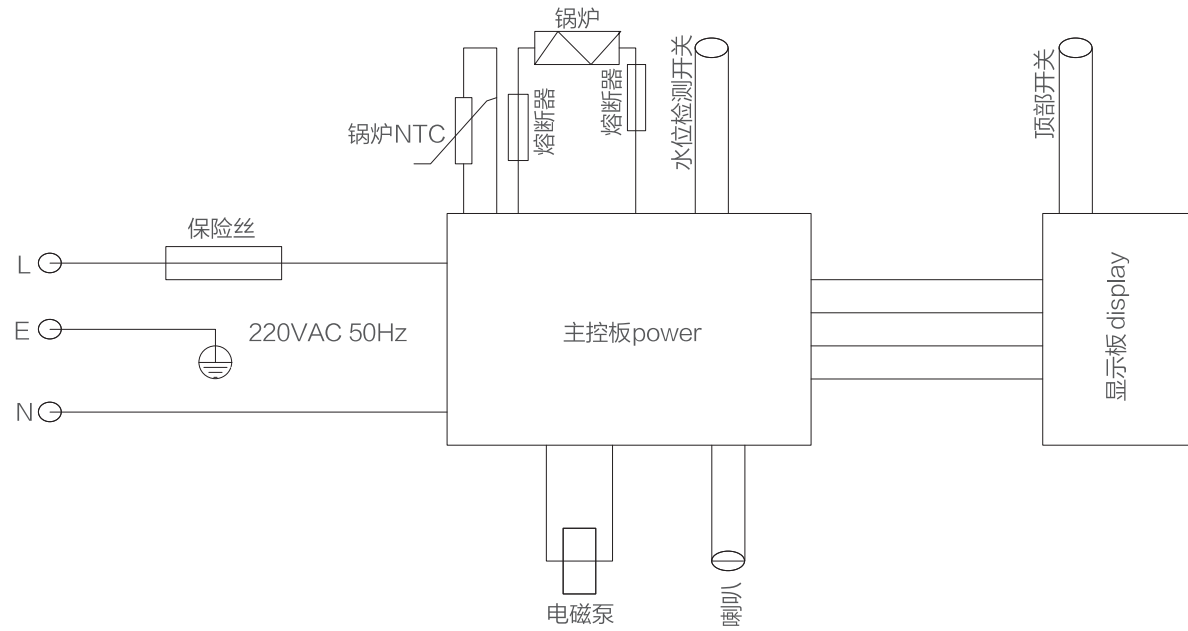 锅炉
锅炉NTC
熔断器
熔断器
水位检测开关
顶部开关
保险丝
L
E
220VAC 50Hz
主控板power
显示板 display
N
电磁泵
喇叭